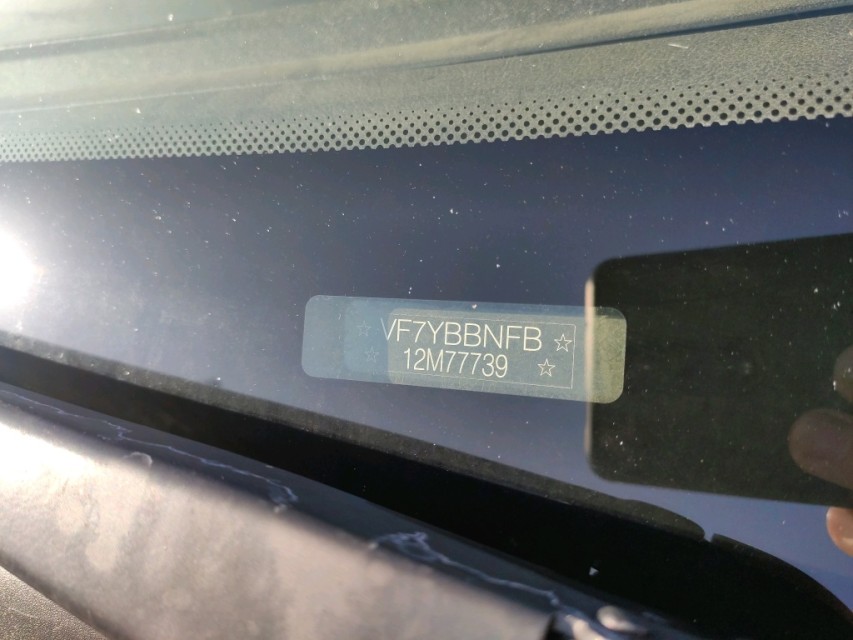 ☆ VF7YBBNFB ☆
☆ 12M77739 ☆